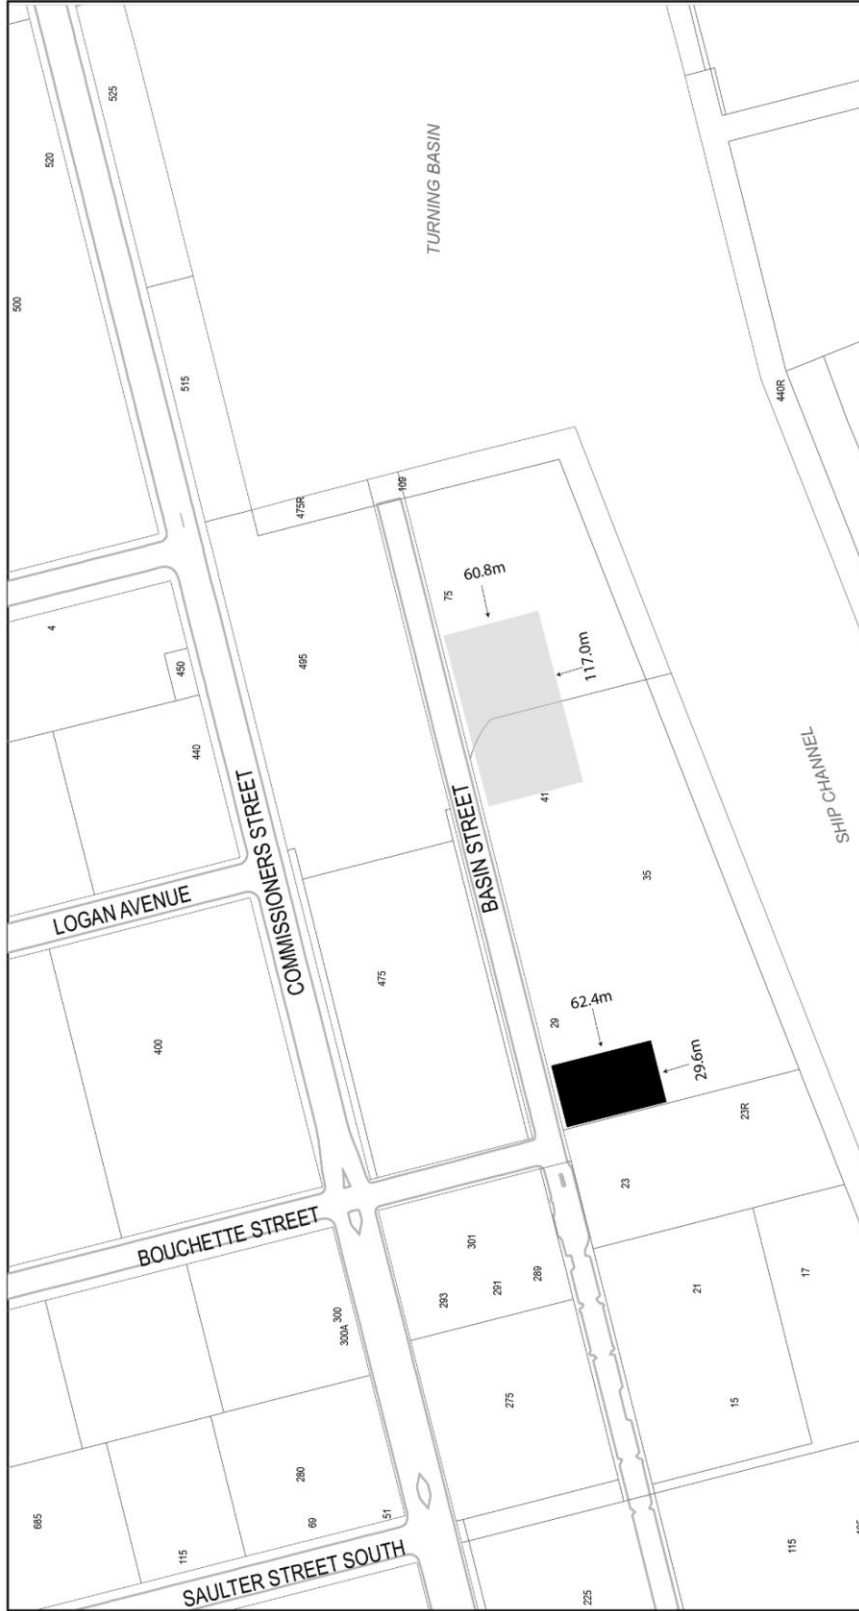 525
520
500
515
TURNING BASIN
440R
475R
109
75
60.8m
117.0m
4
450
440
495
COMMISSIONERS STREET
BASIN STREET
41
35
SHIP CHANNEL
LOGAN AVENUE
400
475
29
62.4m
29.6m
23R
23
BOUCHETTE STREET
301
293
291
289
21
17
300
300A
275
15
280
69
51
685
115
SAULTER STREET SOUTH
225
115